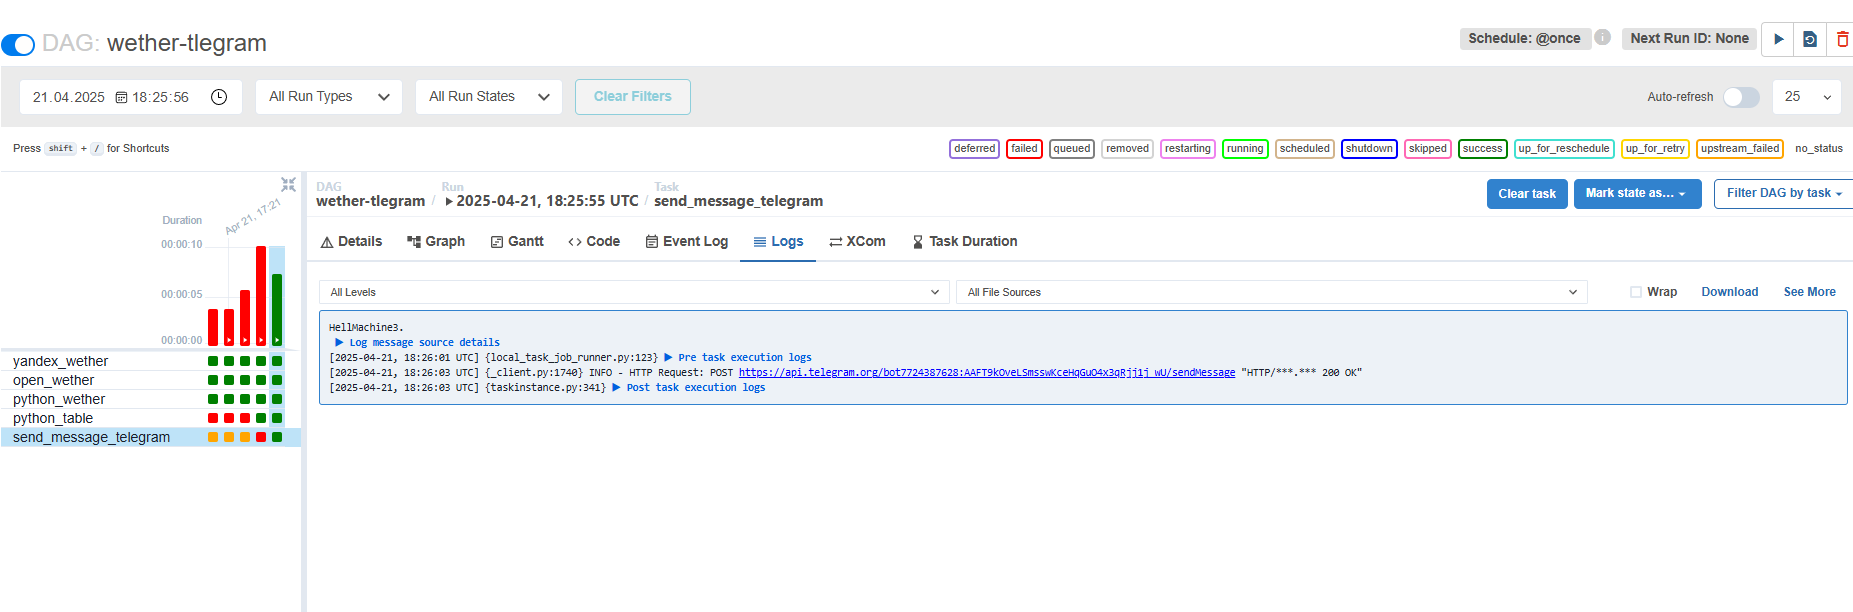 DAG: wether-tlegram
Schedule: @once
Next Run ID: None
21.04.2025 18:25:56
All Run Types
All Run States
Clear Filters
Auto-refresh
25
Press shift + / for Shortcuts
deferred failed queued removed restarting running scheduled shutdown skipped success up_for_reschedule up_for_retry upstream_failed no_status
Duration
Apr 21, 17:21
00:00:10
00:00:05
00:00:00
yandex_wether
open_wether
python_wether
python_table
send_message_telegram
DAG Run Task
wether-tlegram / 2025-04-21, 18:25:55 UTC / send_message_telegram
Clear task
Mark state as...
Filter DAG by task
Details Graph Gantt Code Event Log Logs XCom Task Duration
All Levels
All File Sources
Wrap
Download
See More
HellMachine3.
Log message source details
[2025-04-21, 18:26:01 UTC] {local_task_job_runner.py:123} Pre task execution logs
[2025-04-21, 18:26:03 UTC] {_client.py:1740} INFO - HTTP Request: POST https://api.telegram.org/bot7724387628:AAFT9kOveLSmsswKceHqGuO4x3qRjj1j_wU/sendMessage "HTTP/***.*** 200 OK"
[2025-04-21, 18:26:03 UTC] {taskinstance.py:341} Post task execution logs